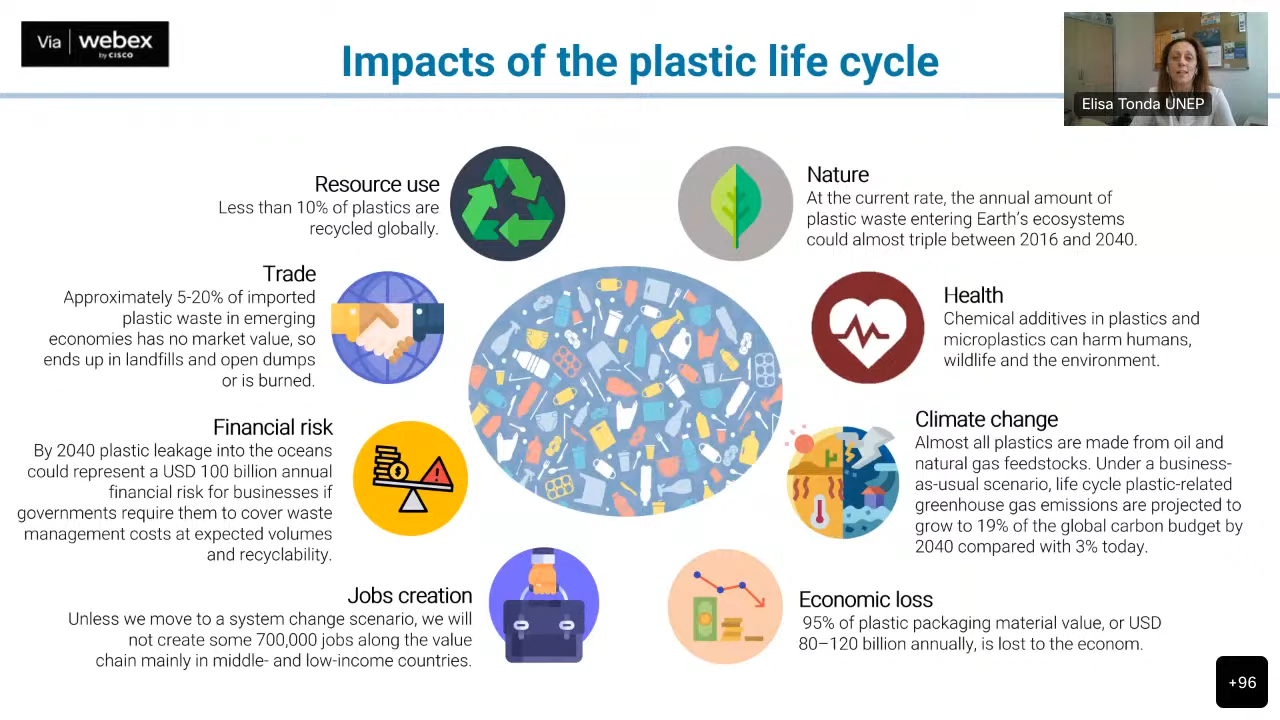 Via webex
by CISCO
Impacts of the plastic life cycle
Elisa Tonda UNEP
Resource use
Less than 10% of plastics are
recycled globally.
Nature
At the current rate, the annual amount of
plastic waste entering Earth's ecosystems
could almost triple between 2016 and 2040.
Trade
Approximately 5-20% of imported
plastic waste in emerging
economies has no market value, so
ends up in landfills and open dumps
or is burned.
Health
Chemical additives in plastics and
microplastics can harm humans,
wildlife and the environment.
Financial risk
By 2040 plastic leakage into the oceans
could represent a USD 100 billion annual
financial risk for businesses if
governments require them to cover waste
management costs at expected volumes
and recyclability.
Climate change
Almost all plastics are made from oil and
natural gas feedstocks. Under a business-
as-usual scenario, life cycle plastic-related
greenhouse gas emissions are projected to
grow to 19% of the global carbon budget by
2040 compared with 3% today.
Jobs creation
Unless we move to a system change scenario, we will
not create some 700,000 jobs along the value
chain mainly in middle- and low-income countries.
Economic loss
95% of plastic packaging material value, or USD
80–120 billion annually, is lost to the econom.
+96